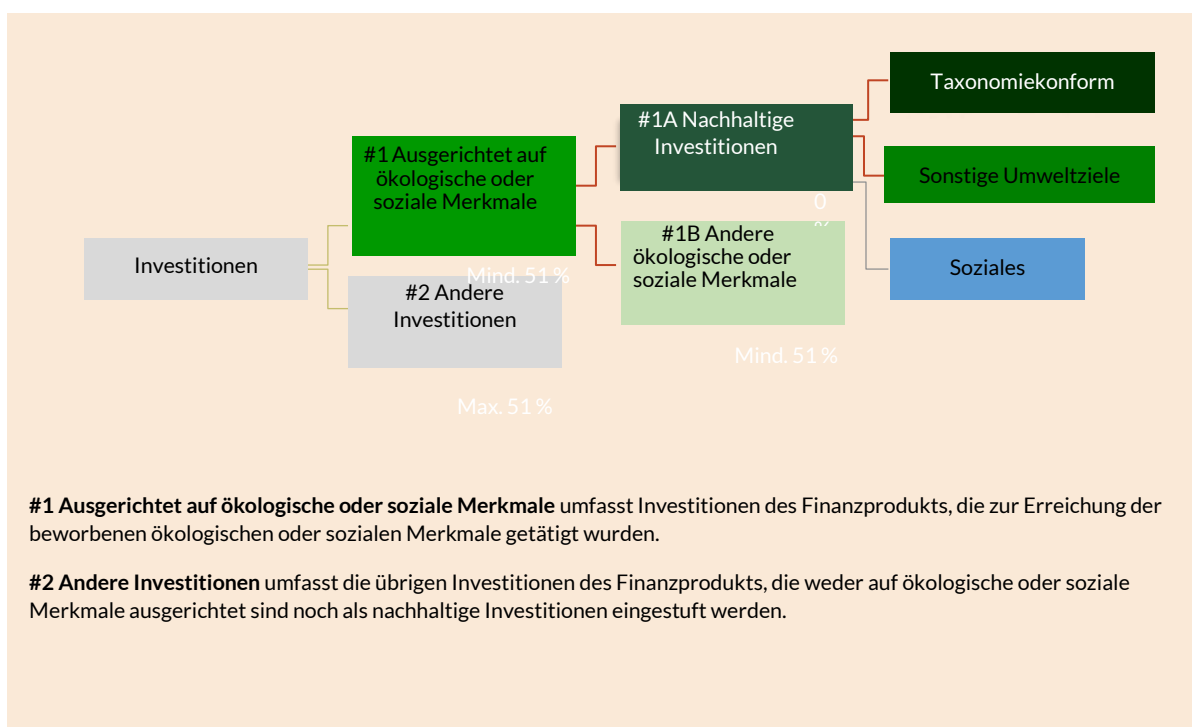 Investitionen
#1 Ausgerichtet auf
ökologische oder
soziale Merkmale
Mind. 51 %
#2 Andere
Investitionen
Max. 51 %
#1A Nachhaltige
Investitionen
0
%
#1B Andere
ökologische oder
soziale Merkmale
Mind. 51 %
Taxonomiekonform
Sonstige Umweltziele
Soziales
#1 Ausgerichtet auf ökologische oder soziale Merkmale umfasst Investitionen des Finanzprodukts, die zur Erreichung der
beworbenen ökologischen oder sozialen Merkmale getätigt wurden.
#2 Andere Investitionen umfasst die übrigen Investitionen des Finanzprodukts, die weder auf ökologische oder soziale
Merkmale ausgerichtet sind noch als nachhaltige Investitionen eingestuft werden.